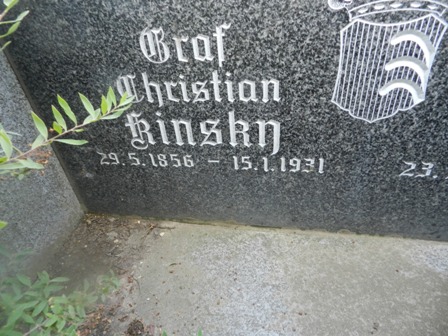 Graf
Christian
Kinsky
29.5.1856 – 15.1.1931
23.